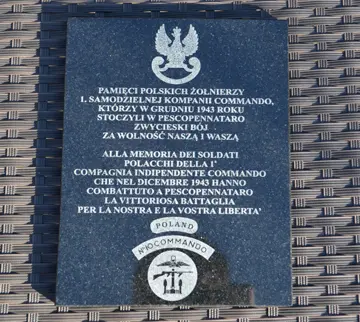 PAMIĘCI POLSKICH ŻOŁNIERZY
1. SAMODZIELNEJ KOMPANII COMMANDO,
KTÓRZY W GRUDNIU 1943 ROKU
STOCZYLI W PESCOPENNATARO
ZWYCIESKI BÓJ
ZA WOLNOŚĆ NASZĄ I WASZĄ
ALLA MEMORIA DEI SOLDATI
POLACCHI DELLA 1ª
COMPAGNIA INDIPENDENTE COMMANDO
CHE NEL DICEMBRE 1943 HANNO
COMBATTUTO A PESCOPENNATARO
LA VITTORIOSA BATTAGLIA
PER LA NOSTRA E LA VOSTRA LIBERTA'
POLAND
Nº10 COMMANDO